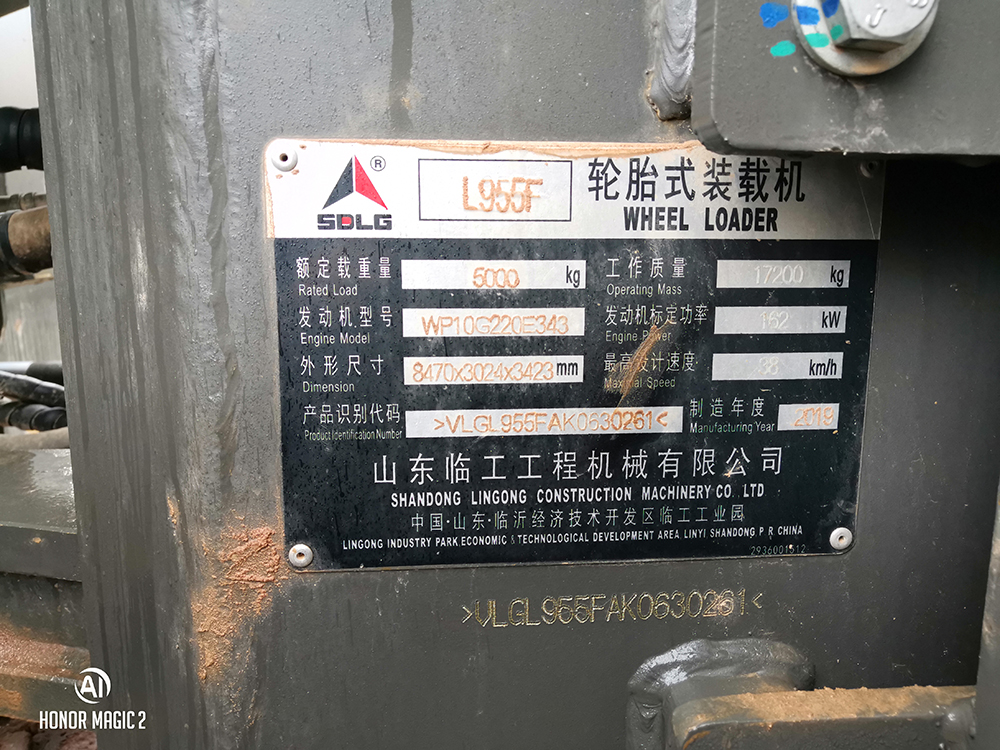 SDLG ®
L955F
轮胎式装载机
WHEEL LOADER
额定载重量 5000 kg 工作质量 17200 kg
Rated Load Operating Mass
发动机型号 WP10G220E343 发动机标定功率 162 kW
Engine Model Engine Power
外形尺寸 8470x3024x3423 mm 最高设计速度 38 km/h
Dimension Maximal Speed
产品识别代码 >VLGL955FAK0630261< 制造年度 2019
Product Identification Number Manufacturing Year
山东临工工程机械有限公司
SHANDONG LINGONG CONSTRUCTION MACHINERY CO. LTD
中国·山东·临沂经济技术开发区临工工业园
LINGONG INDUSTRY PARK.ECONOMIC & TECHNOLOGICAL DEVELOPMENT AREA LINYI SHANDONG P R CHINA
>VLGL955FAK0630261<
AI
HONOR MAGIC 2